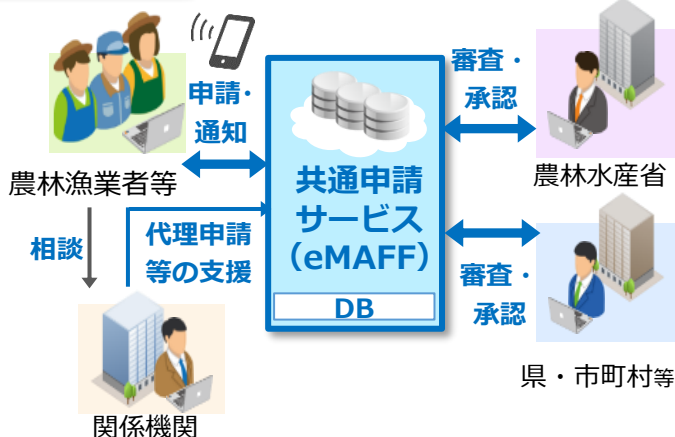 申請・
通知
農林漁業者等
相談
代理申請
等の支援
関係機関
共通申請
サービス
(eMAFF)
DB
審査・
承認
農林水産省
審査・
承認
県・市町村等